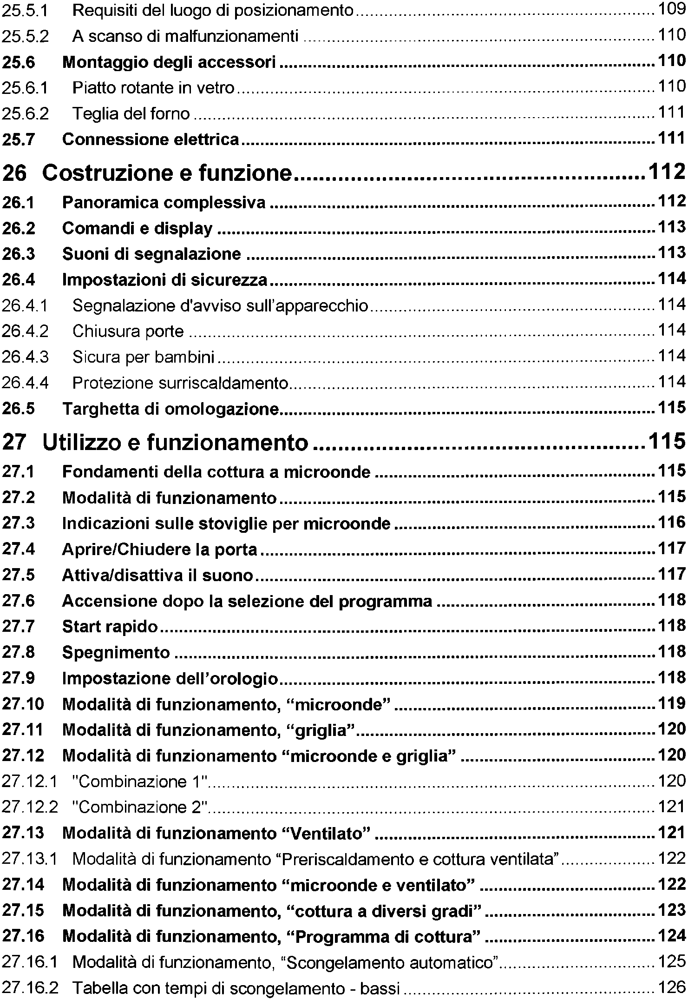 25.5.1 Requisiti del luogo di posizionamento 109
25.5.2 A scanso di malfunzionamenti 110
25.6 Montaggio degli accessori 110
25.6.1 Piatto rotante in vetro 110
25.6.2 Teglia del forno 111
25.7 Connessione elettrica 111
26 Costruzione e funzione 112
26.1 Panoramica complessiva 112
26.2 Comandi e display 113
26.3 Suoni di segnalazione 113
26.4 Impostazioni di sicurezza 114
26.4.1 Segnalazione d'avviso sull’apparecchio 114
26.4.2 Chiusura porte 114
26.4.3 Sicura per bambini 114
26.4.4 Protezione surriscaldamento 114
26.5 Targhetta di omologazione 115
27 Utilizzo e funzionamento 115
27.1 Fondamenti della cottura a microonde 115
27.2 Modalità di funzionamento 115
27.3 Indicazioni sulle stoviglie per microonde 116
27.4 Aprire/Chiudere la porta 117
27.5 Attiva/disattiva il suono 117
27.6 Accensione dopo la selezione del programma 118
27.7 Start rapido 118
27.8 Spegnimento 118
27.9 Impostazione dell’orologio 118
27.10 Modalità di funzionamento, “microonde” 119
27.11 Modalità di funzionamento, “griglia” 120
27.12 Modalità di funzionamento “microonde e griglia” 120
27.12.1 "Combinazione 1" 120
27.12.2 "Combinazione 2" 121
27.13 Modalità di funzionamento “Ventilato” 121
27.13.1 Modalità di funzionamento “Preriscaldamento e cottura ventilata” 122
27.14 Modalità di funzionamento “microonde e ventilato” 122
27.15 Modalità di funzionamento, “cottura a diversi gradi” 123
27.16 Modalità di funzionamento, “Programma di cottura” 124
27.16.1 Modalità di funzionamento, “Scongelamento automatico” 125
27.16.2 Tabella con tempi di scongelamento - bassi 126